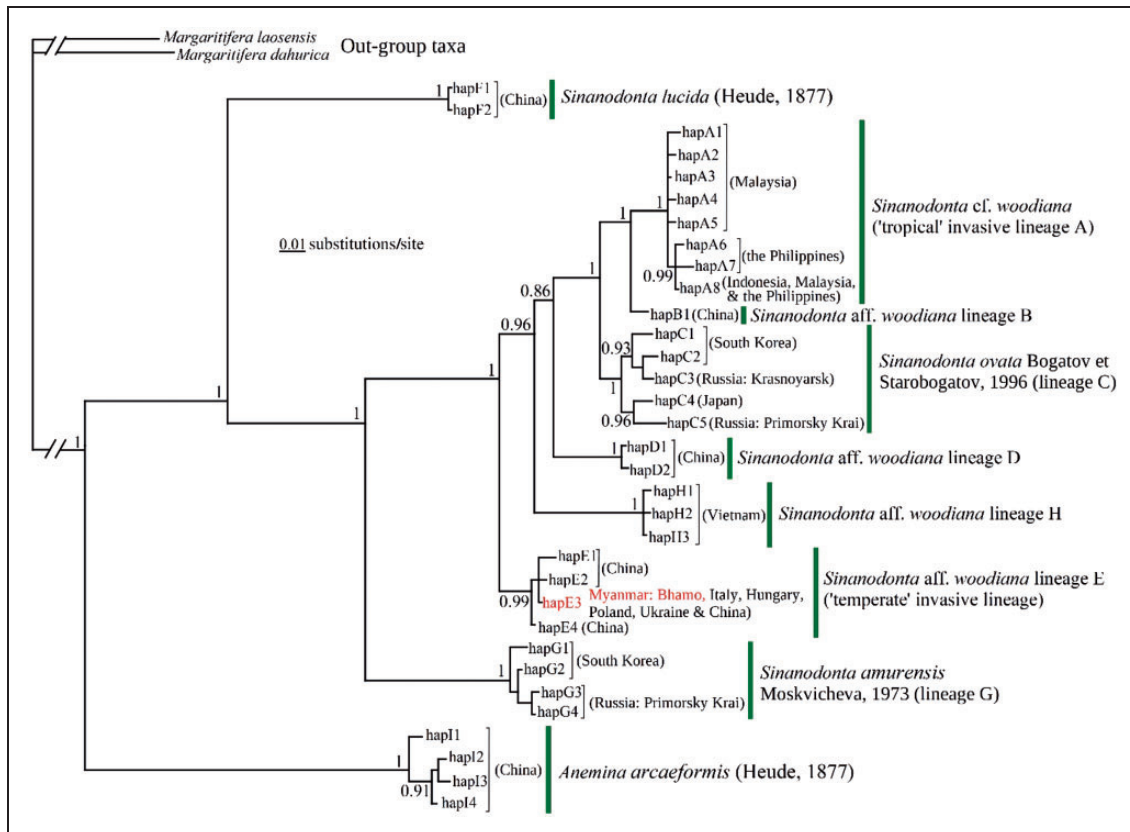 Margaritifera laosensis
Margaritifera dahurica
Out-group taxa
1
hapF1
hapF2
(China)
Sinanodonta lucida (Heude, 1877)
0.01 substitutions/site
hapA1
hapA2
hapA3
hapA4
hapA5
(Malaysia)
1
1
hapA6
hapA7
(the Philippines)
0.99
hapA8 (Indonesia, Malaysia,
& the Philippines)
Sinanodonta cf. woodiana
('tropical' invasive lineage A)
1
0.86
0.96
hapB1 (China)
Sinanodonta aff. woodiana lineage B
0.93
hapC1
hapC2
(South Korea)
hapC3 (Russia: Krasnoyarsk)
1
hapC4 (Japan)
0.96
hapC5 (Russia: Primorsky Krai)
Sinanodonta ovata Bogatov et
Starobogatov, 1996 (lineage C)
1
1
1
1
hapD1
hapD2
(China)
Sinanodonta aff. woodiana lineage D
1
hapH1
hapH2
hapH3
(Vietnam)
Sinanodonta aff. woodiana lineage H
hapE1
hapE2
(China)
0.99
hapE3 Myanmar: Bhamo, Italy, Hungary,
Poland, Ukraine & China)
hapE4 (China)
Sinanodonta aff. woodiana lineage E
('temperate' invasive lineage)
1
hapG1
hapG2
(South Korea)
hapG3
hapG4
(Russia: Primorsky Krai)
Sinanodonta amurensis
Moskvicheva, 1973 (lineage G)
1
hapI1
hapI2
hapI3
0.91
hapI4
(China)
Anemina arcaeformis (Heude, 1877)